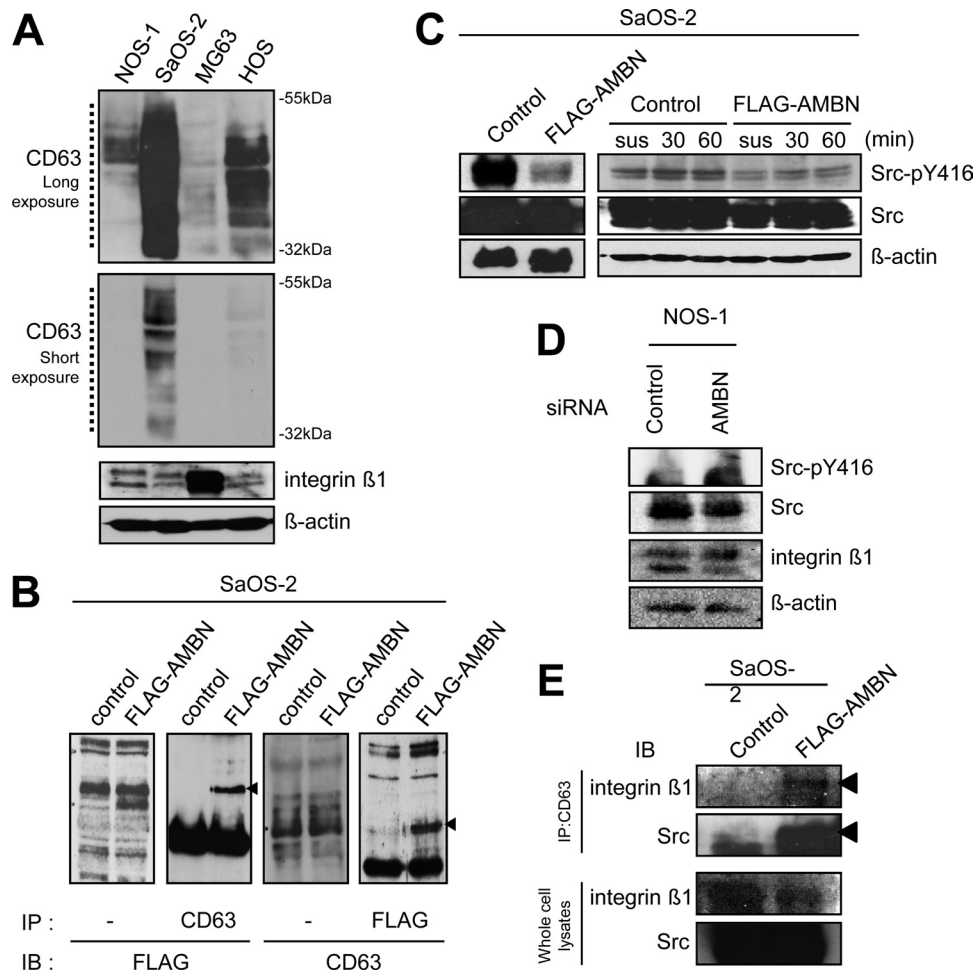 A
NOS-1 SaOS-2 MG63 HOS
-55kDa
CD63
Long
exposure
-32kDa
-55kDa
CD63
Short
exposure
-32kDa
integrin ß1
ß-actin
B
SaOS-2
control FLAG-AMBN control FLAG-AMBN control FLAG-AMBN control FLAG-AMBN
IP : - CD63 - FLAG
IB : FLAG CD63
C
SaOS-2
Control FLAG-AMBN Control FLAG-AMBN
sus 30 60 sus 30 60 (min)
Src-pY416
Src
ß-actin
D
NOS-1
siRNA Control AMBN
Src-pY416
Src
integrin ß1
ß-actin
E
SaOS-
2
IB Control FLAG-AMBN
IP:CD63
integrin ß1
Src
Whole cell
lysates
integrin ß1
Src